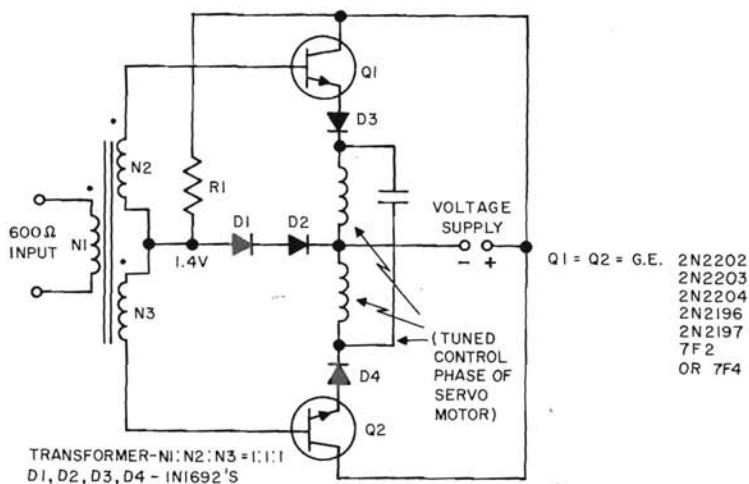 Q1
D3
N2
R1
600Ω
INPUT
N1
D1
D2
VOLTAGE
SUPPLY
- +
1.4V
N3
Q1 = Q2 = G.E. 2N2202
2N2203
2N2204
2N2196
2N2197
7F2
OR 7F4
(TUNED
CONTROL
PHASE OF
SERVO
MOTOR)
D4
Q2
TRANSFORMER-N1:N2:N3 = 1:1:1
D1, D2, D3, D4 - 1N1692'S